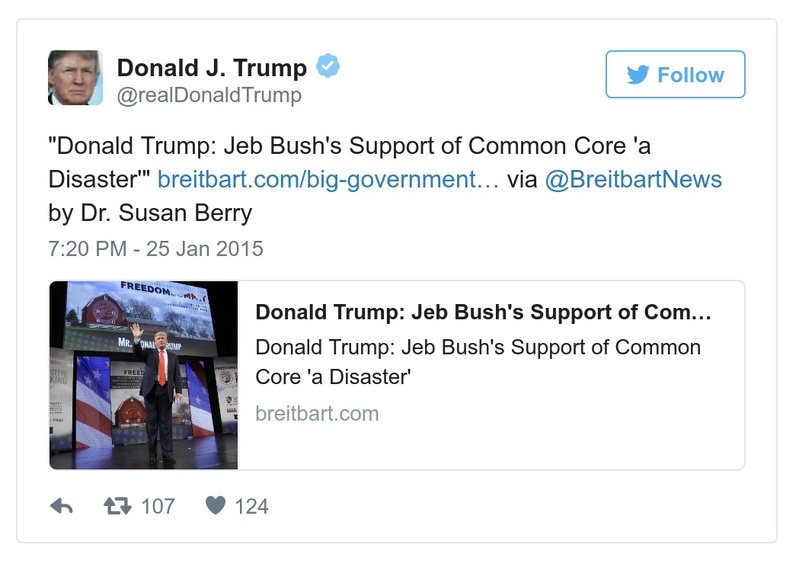 Donald J. Trump
@realDonaldTrump
Follow
"Donald Trump: Jeb Bush's Support of Common Core 'a
Disaster'" breitbart.com/big-government… via @BreitbartNews
by Dr. Susan Berry
7:20 PM - 25 Jan 2015
FREEDOM
MR. DONALD TRUMP
Donald Trump: Jeb Bush's Support of Com…
Donald Trump: Jeb Bush's Support of Common
Core 'a Disaster'
breitbart.com
107
124